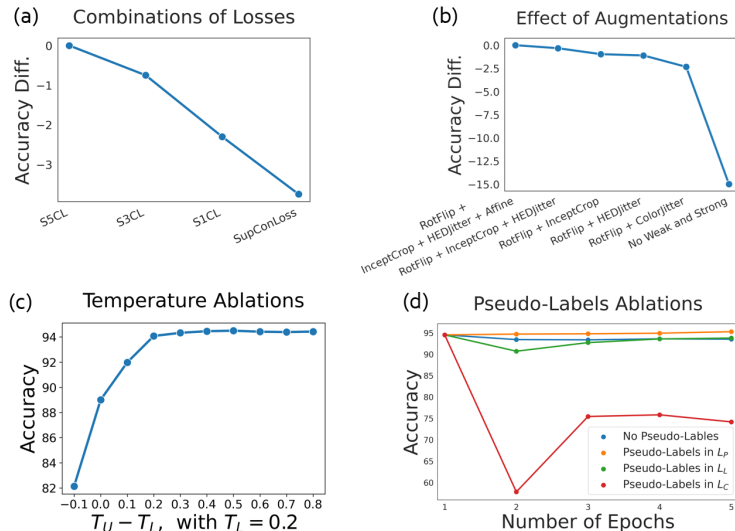 (a) Combinations of Losses
Accuracy Diff.
0
−1
−2
−3
S5CL
S3CL
S1CL
SupConLoss
(b) Effect of Augmentations
Accuracy Diff.
0.0
−2.5
−5.0
−7.5
−10.0
−12.5
−15.0
RotFlip +
InceptCrop + HEDJitter + Affine
RotFlip + InceptCrop + HEDJitter
RotFlip + InceptCrop
RotFlip + HEDJitter
RotFlip + ColorJitter
No Weak and Strong
(c) Temperature Ablations
Accuracy
94
92
90
88
86
84
82
−0.1 0.0 0.1 0.2 0.3 0.4 0.5 0.6 0.7 0.8
T_U − T_L, with T_L = 0.2
(d) Pseudo-Labels Ablations
Accuracy
95
90
85
80
75
70
65
60
No Pseudo-Lables
Pseudo-Labels in L_P
Pseudo-Labels in L_L
Pseudo-Labels in L_C
1 2 3 4 5
Number of Epochs